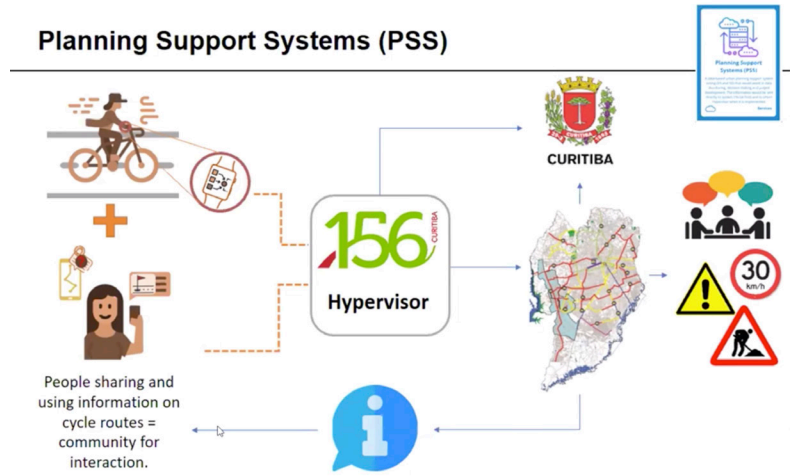 Planning Support Systems (PSS)
Planning Support
Systems (PSS)
CURITIBA
CURITIBA
156
CURITIBA
Hypervisor
30
km/h
People sharing and
using information on
cycle routes =
community for
interaction.